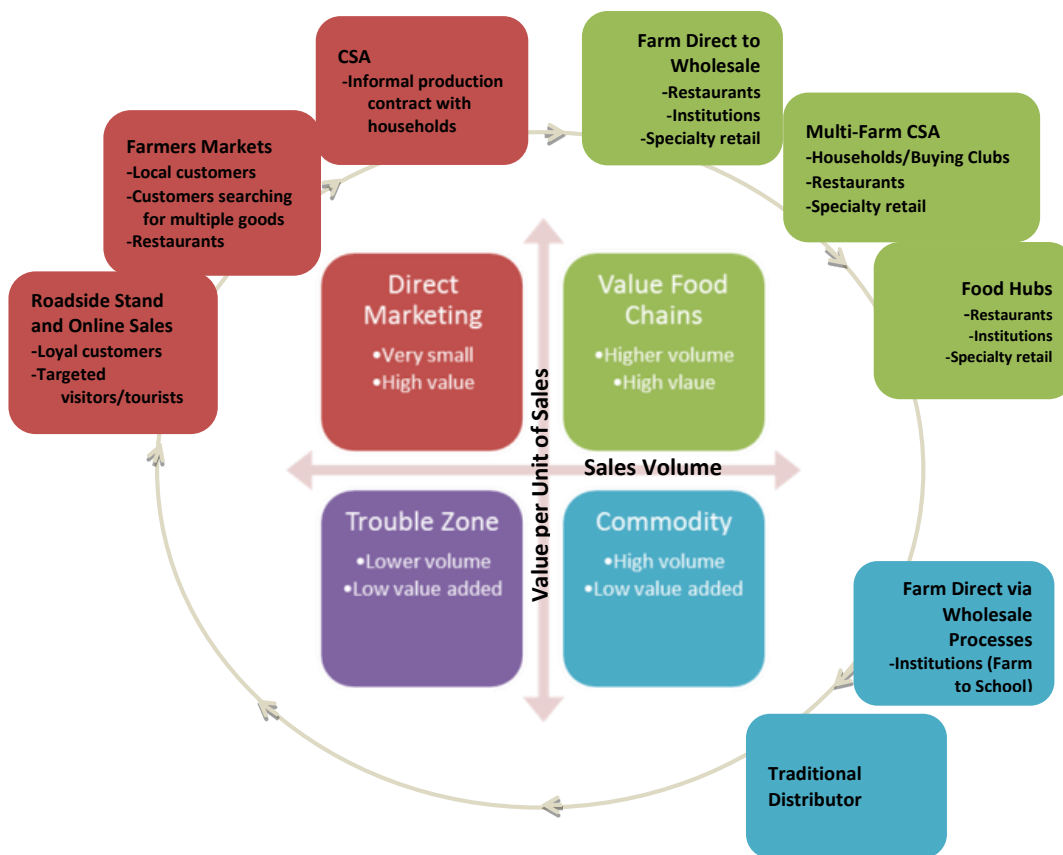 CSA
-Informal production
contract with
households
Farm Direct to
Wholesale
-Restaurants
-Institutions
-Specialty retail
Farmers Markets
-Local customers
-Customers searching
for multiple goods
-Restaurants
Multi-Farm CSA
-Households/Buying Clubs
-Restaurants
-Specialty retail
Roadside Stand
and Online Sales
-Loyal customers
-Targeted
visitors/tourists
Food Hubs
-Restaurants
-Institutions
-Specialty retail
Direct
Marketing
•Very small
•High value
Value Food
Chains
•Higher volume
•High vlaue
Value per Unit of Sales
Sales Volume
Trouble Zone
•Lower volume
•Low value added
Commodity
•High volume
•Low value added
Farm Direct via
Wholesale
Processes
-Institutions (Farm
to School)
Traditional
Distributor